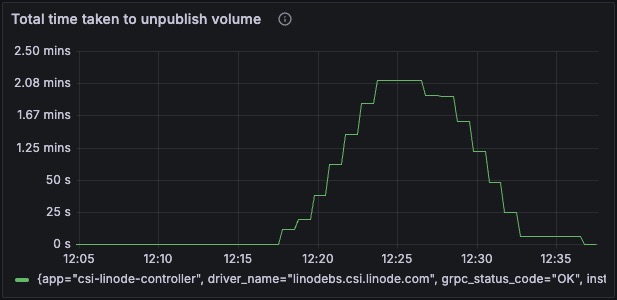 Total time taken to unpublish volume
2.50 mins
2.08 mins
1.67 mins
1.25 mins
50 s
25 s
0 s
12:05 12:10 12:15 12:20 12:25 12:30 12:35
{app="csi-linode-controller", driver_name="linodebs.csi.linode.com", grpc_status_code="OK", inst